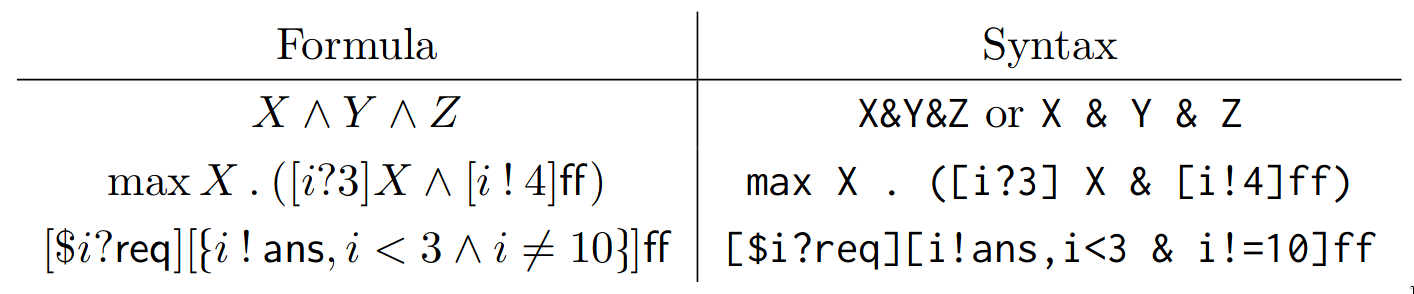 Formula Syntax
X ∧ Y ∧ Z X&Y&Z or X & Y & Z
max X . ([i?3]X ∧ [i ! 4]ff) max X . ([i?3] X & [i!4]ff)
[$i?req][{i ! ans, i < 3 ∧ i ≠ 10}]ff [$i?req][i!ans,i<3 & i!=10]ff